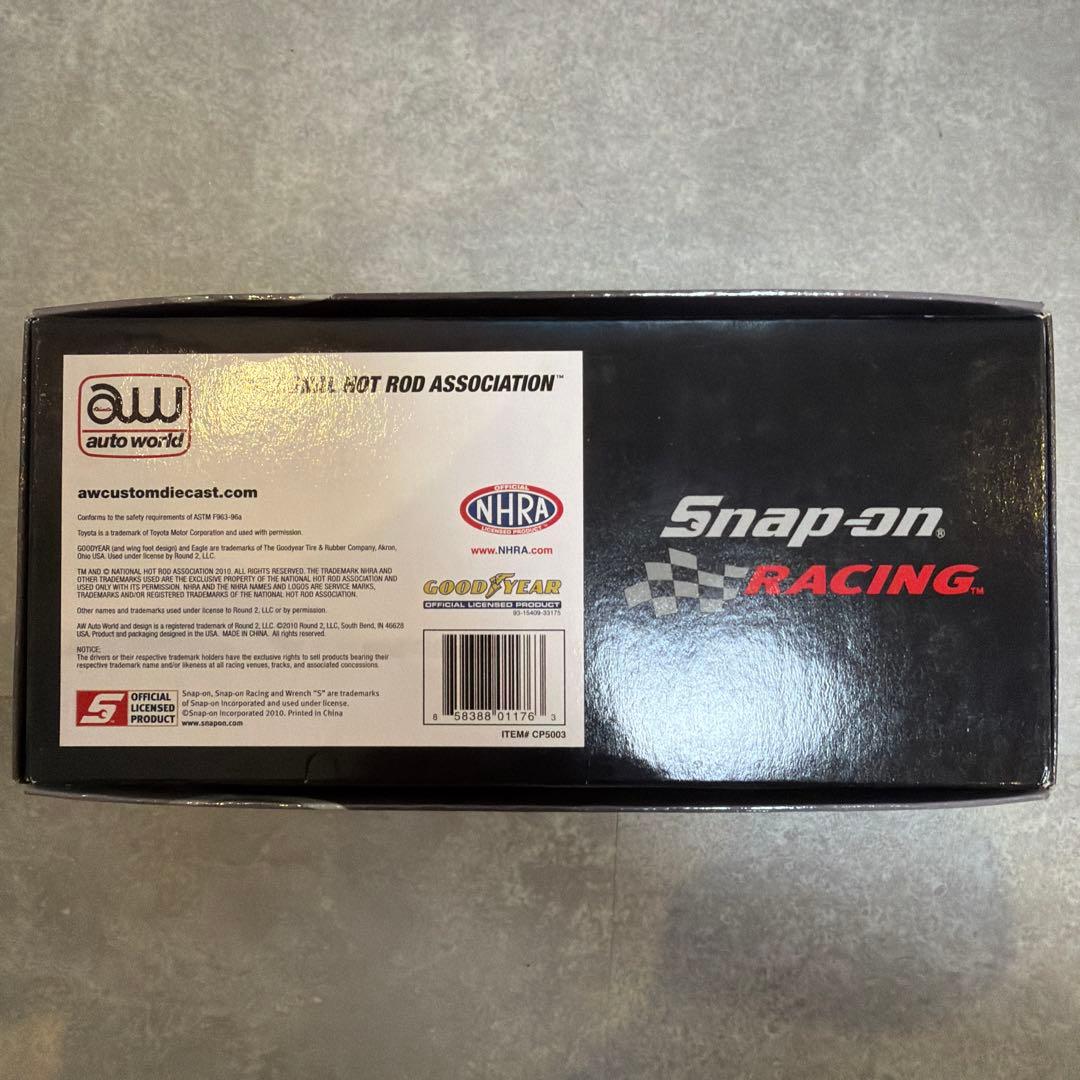 aw
auto world
HOT ROD ASSOCIATION™
awcustomdiecast.com
Conforms to the safety requirements of ASTM F963-96a
Toyota is a trademark of Toyota Motor Corporation and used with permission.
GOODYEAR (and wing foot design) and Eagle are trademarks of The Goodyear Tire & Rubber Company, Akron,
Ohio USA. Used under license by Round 2, LLC.
TM AND © NATIONAL HOT ROD ASSOCIATION 2010. ALL RIGHTS RESERVED. THE TRADEMARK NHRA AND
OTHER TRADEMARKS USED ARE THE EXCLUSIVE PROPERTY OF THE NATIONAL HOT ROD ASSOCIATION AND
USED ONLY WITH ITS PERMISSION. NHRA AND THE NHRA NAMES AND LOGOS ARE SERVICE MARKS,
TRADEMARKS AND/OR REGISTERED TRADEMARKS OF THE NATIONAL HOT ROD ASSOCIATION.
Other names and trademarks used under license to Round 2, LLC or by permission.
AW Auto World and design is a registered trademark of Round 2, LLC. ©2010 Round 2, LLC, South Bend, IN 46628
USA. Product and packaging designed in the USA. MADE IN CHINA. All rights reserved.
NOTICE:
The drivers or their respective trademark holders have the exclusive rights to sell products bearing their
respective trademark name and/or likeness at all racing venues, tracks, and associated concessions.
OFFICIAL
LICENSED
PRODUCT
Snap-on, Snap-on Racing and Wrench "S" are trademarks
of Snap-on Incorporated and used under license.
©Snap-on Incorporated 2010. Printed in China
www.snapon.com
OFFICIAL
NHRA
LICENSED PRODUCT
www.NHRA.com
GOODYEAR
OFFICIAL LICENSED PRODUCT
93-15409-33175
8 58388 01176 3
ITEM# CP5003
Snap-on®
RACING™